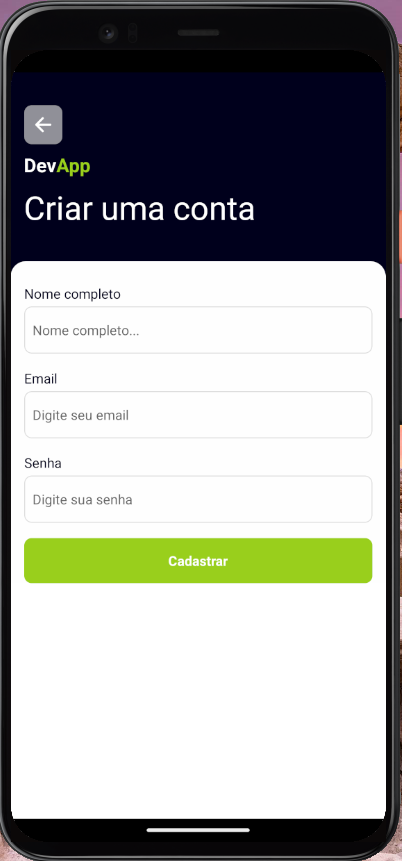 DevApp
Criar uma conta
Nome completo
Nome completo...
Email
Digite seu email
Senha
Digite sua senha
Cadastrar